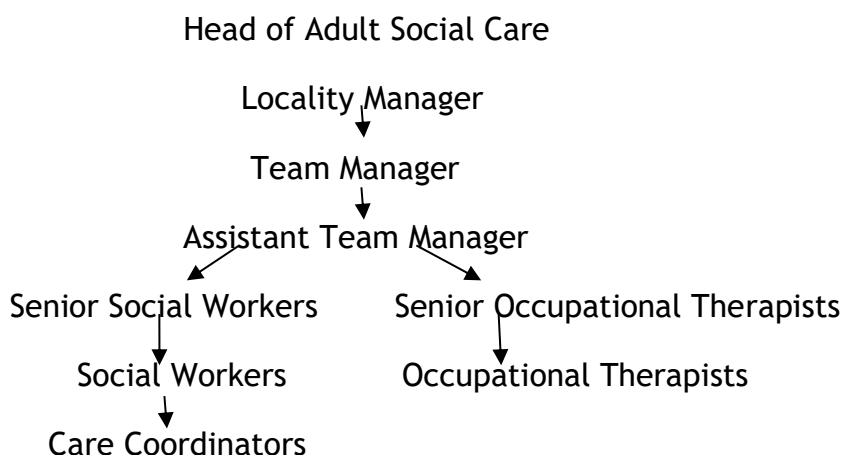 Head of Adult Social Care
Locality Manager
Team Manager
Assistant Team Manager
Senior Social Workers Senior Occupational Therapists
Social Workers Occupational Therapists
Care Coordinators